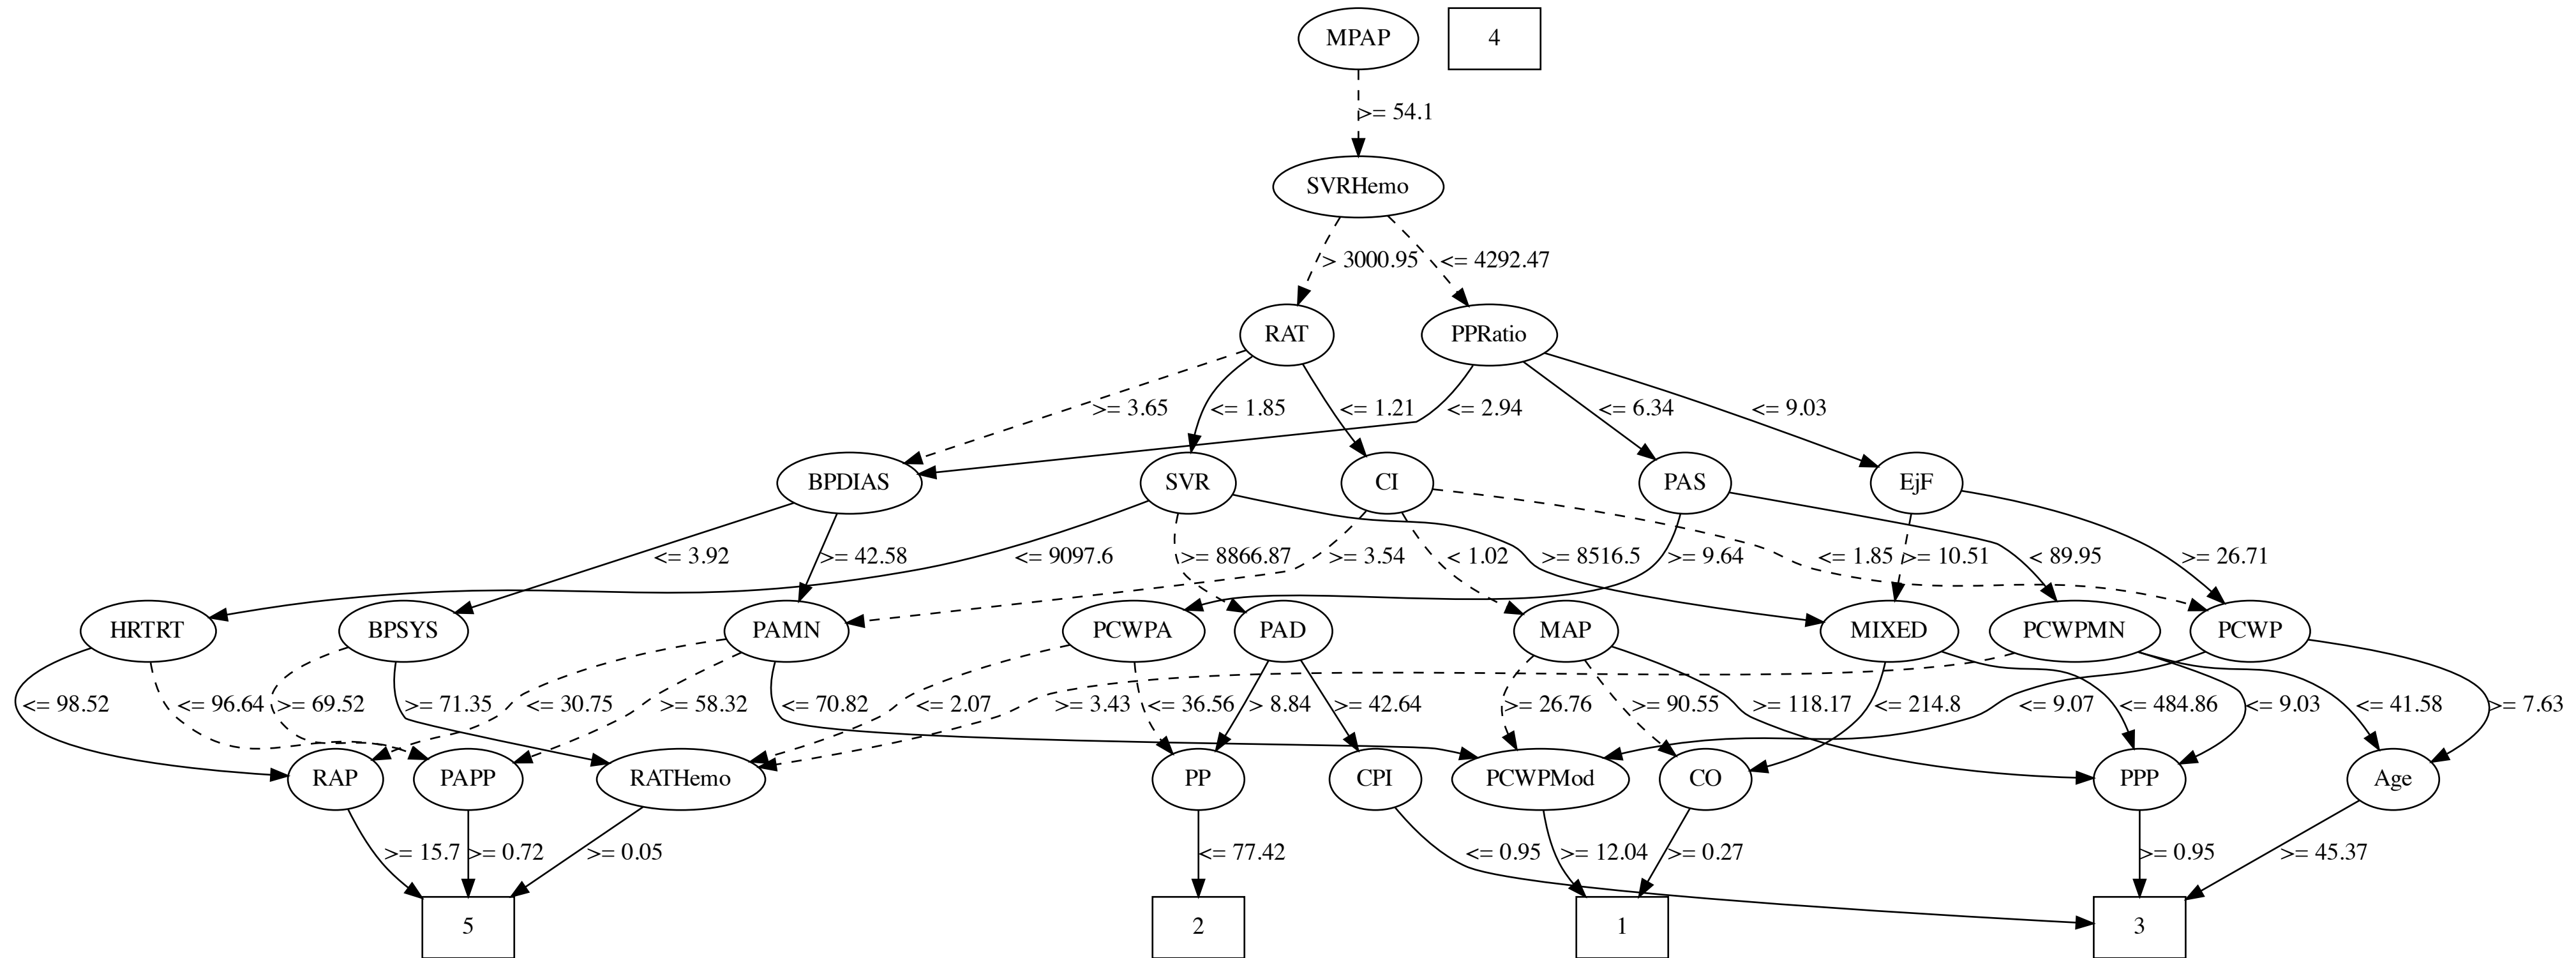 MPAP
4
>= 54.1
SVRHemo
> 3000.95
<= 4292.47
RAT
PPRatio
>= 3.65
<= 1.85
<= 1.21
<= 2.94
<= 6.34
<= 9.03
BPDIAS
SVR
CI
PAS
EjF
<= 3.92
>= 42.58
<= 9097.6
>= 8866.87
>= 3.54
< 1.02
>= 8516.5
>= 9.64
<= 1.85
>= 10.51
< 89.95
>= 26.71
HRTRT
BPSYS
PAMN
PCWPA
PAD
MAP
MIXED
PCWPMN
PCWP
<= 98.52
<= 96.64
>= 69.52
>= 71.35
<= 30.75
>= 58.32
<= 70.82
<= 2.07
>= 3.43
<= 36.56
> 8.84
>= 42.64
>= 26.76
>= 90.55
>= 118.17
<= 214.8
<= 9.07
<= 484.86
<= 9.03
<= 41.58
>= 7.63
RAP
PAPP
RATHemo
PP
CPI
PCWPMod
CO
PPP
Age
>= 15.7
>= 0.72
>= 0.05
<= 77.42
<= 0.95
>= 12.04
>= 0.27
>= 0.95
>= 45.37
5
2
1
3